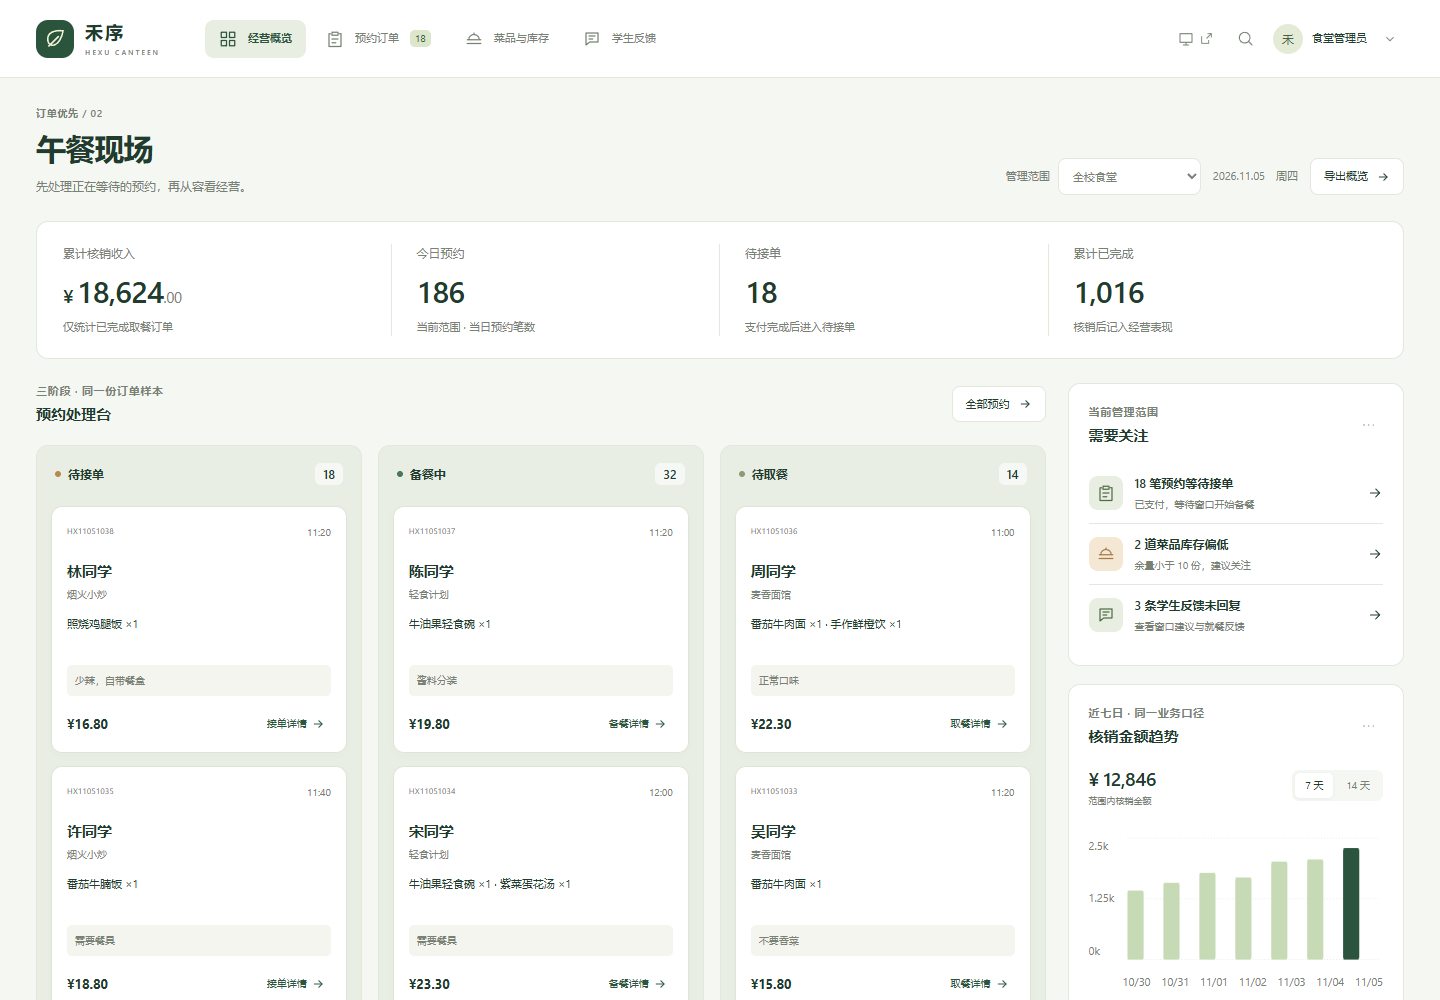 禾序
HEXU CANTEEN
经营概览
预约订单 18
菜品与库存
学生反馈
禾 食堂管理员
订单优先 / 02
午餐现场
先处理正在等待的预约，再从容看经营。
管理范围 全校食堂 2026.11.05 周四 导出概览 →
累计核销收入
¥ 18,624.00
仅统计已完成取餐订单
今日预约
186
当前范围 · 当日预约笔数
待接单
18
支付完成后进入待接单
累计已完成
1,016
核销后记入经营表现
三阶段 · 同一份订单样本
预约处理台
全部预约 →
待接单 18
HX11051038 11:20
林同学
烟火小炒
照烧鸡腿饭 ×1
少辣，自带餐盒
¥16.80 接单详情 →
HX11051035 11:40
许同学
烟火小炒
番茄牛腩饭 ×1
需要餐具
¥18.80 接单详情 →
备餐中 32
HX11051037 11:20
陈同学
轻食计划
牛油果轻食碗 ×1
酱料分装
¥19.80 备餐详情 →
HX11051034 12:00
宋同学
轻食计划
牛油果轻食碗 ×1 · 紫菜蛋花汤 ×1
需要餐具
¥23.30 备餐详情 →
待取餐 14
HX11051036 11:00
周同学
麦香面馆
番茄牛肉面 ×1 · 手作鲜橙饮 ×1
正常口味
¥22.30 取餐详情 →
HX11051033 11:20
吴同学
麦香面馆
番茄牛肉面 ×1
不要香菜
¥15.80 取餐详情 →
当前管理范围
需要关注
18 笔预约等待接单
已支付，等待窗口开始备餐
2 道菜品库存偏低
余量小于 10 份，建议关注
3 条学生反馈未回复
查看窗口建议与就餐反馈
近七日 · 同一业务口径
核销金额趋势
¥ 12,846
范围内核销金额
7 天 14 天
2.5k
1.25k
0k
10/30 10/31 11/01 11/02 11/03 11/04 11/05